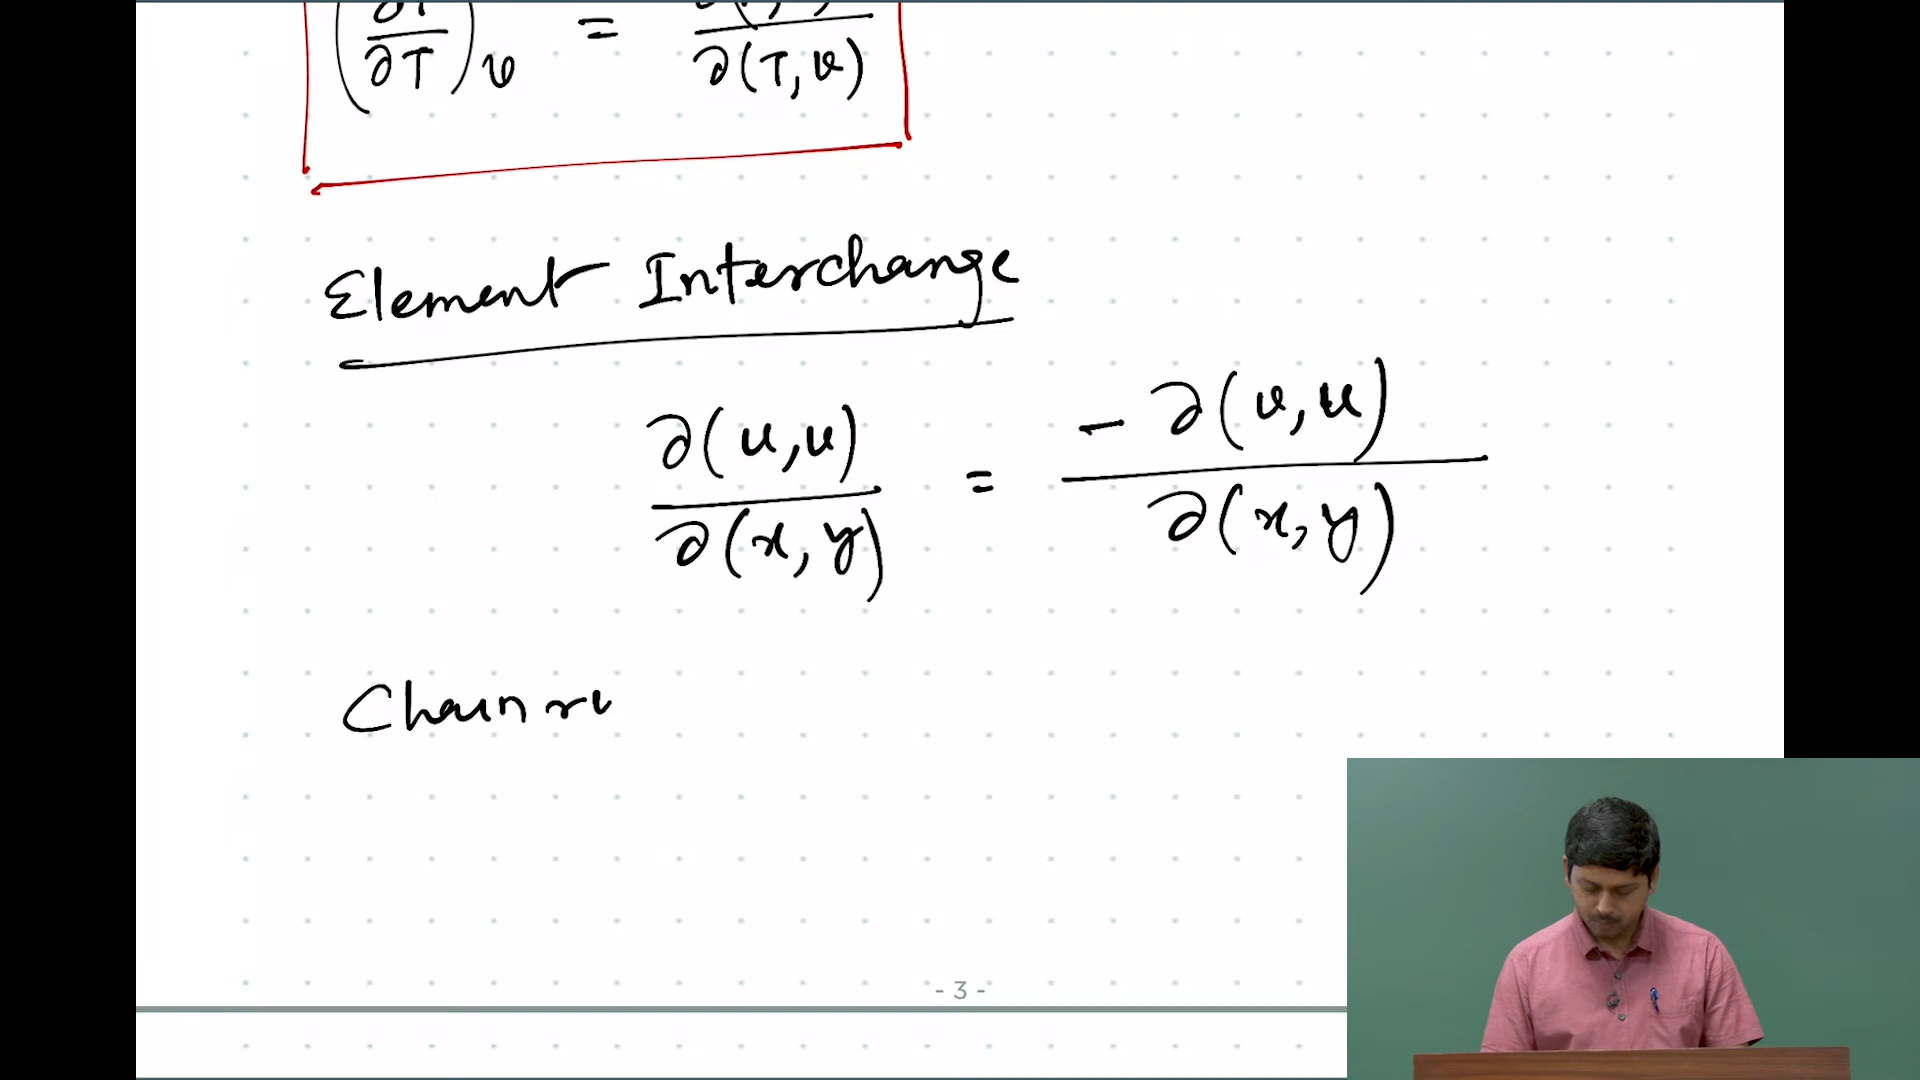 (∂P/∂T)υ = ∂( , )/∂(T,υ)
Element Interchange
∂(u,υ)/∂(x,y) = -∂(υ,u)/∂(x,y)
Chain ru
- 3 -